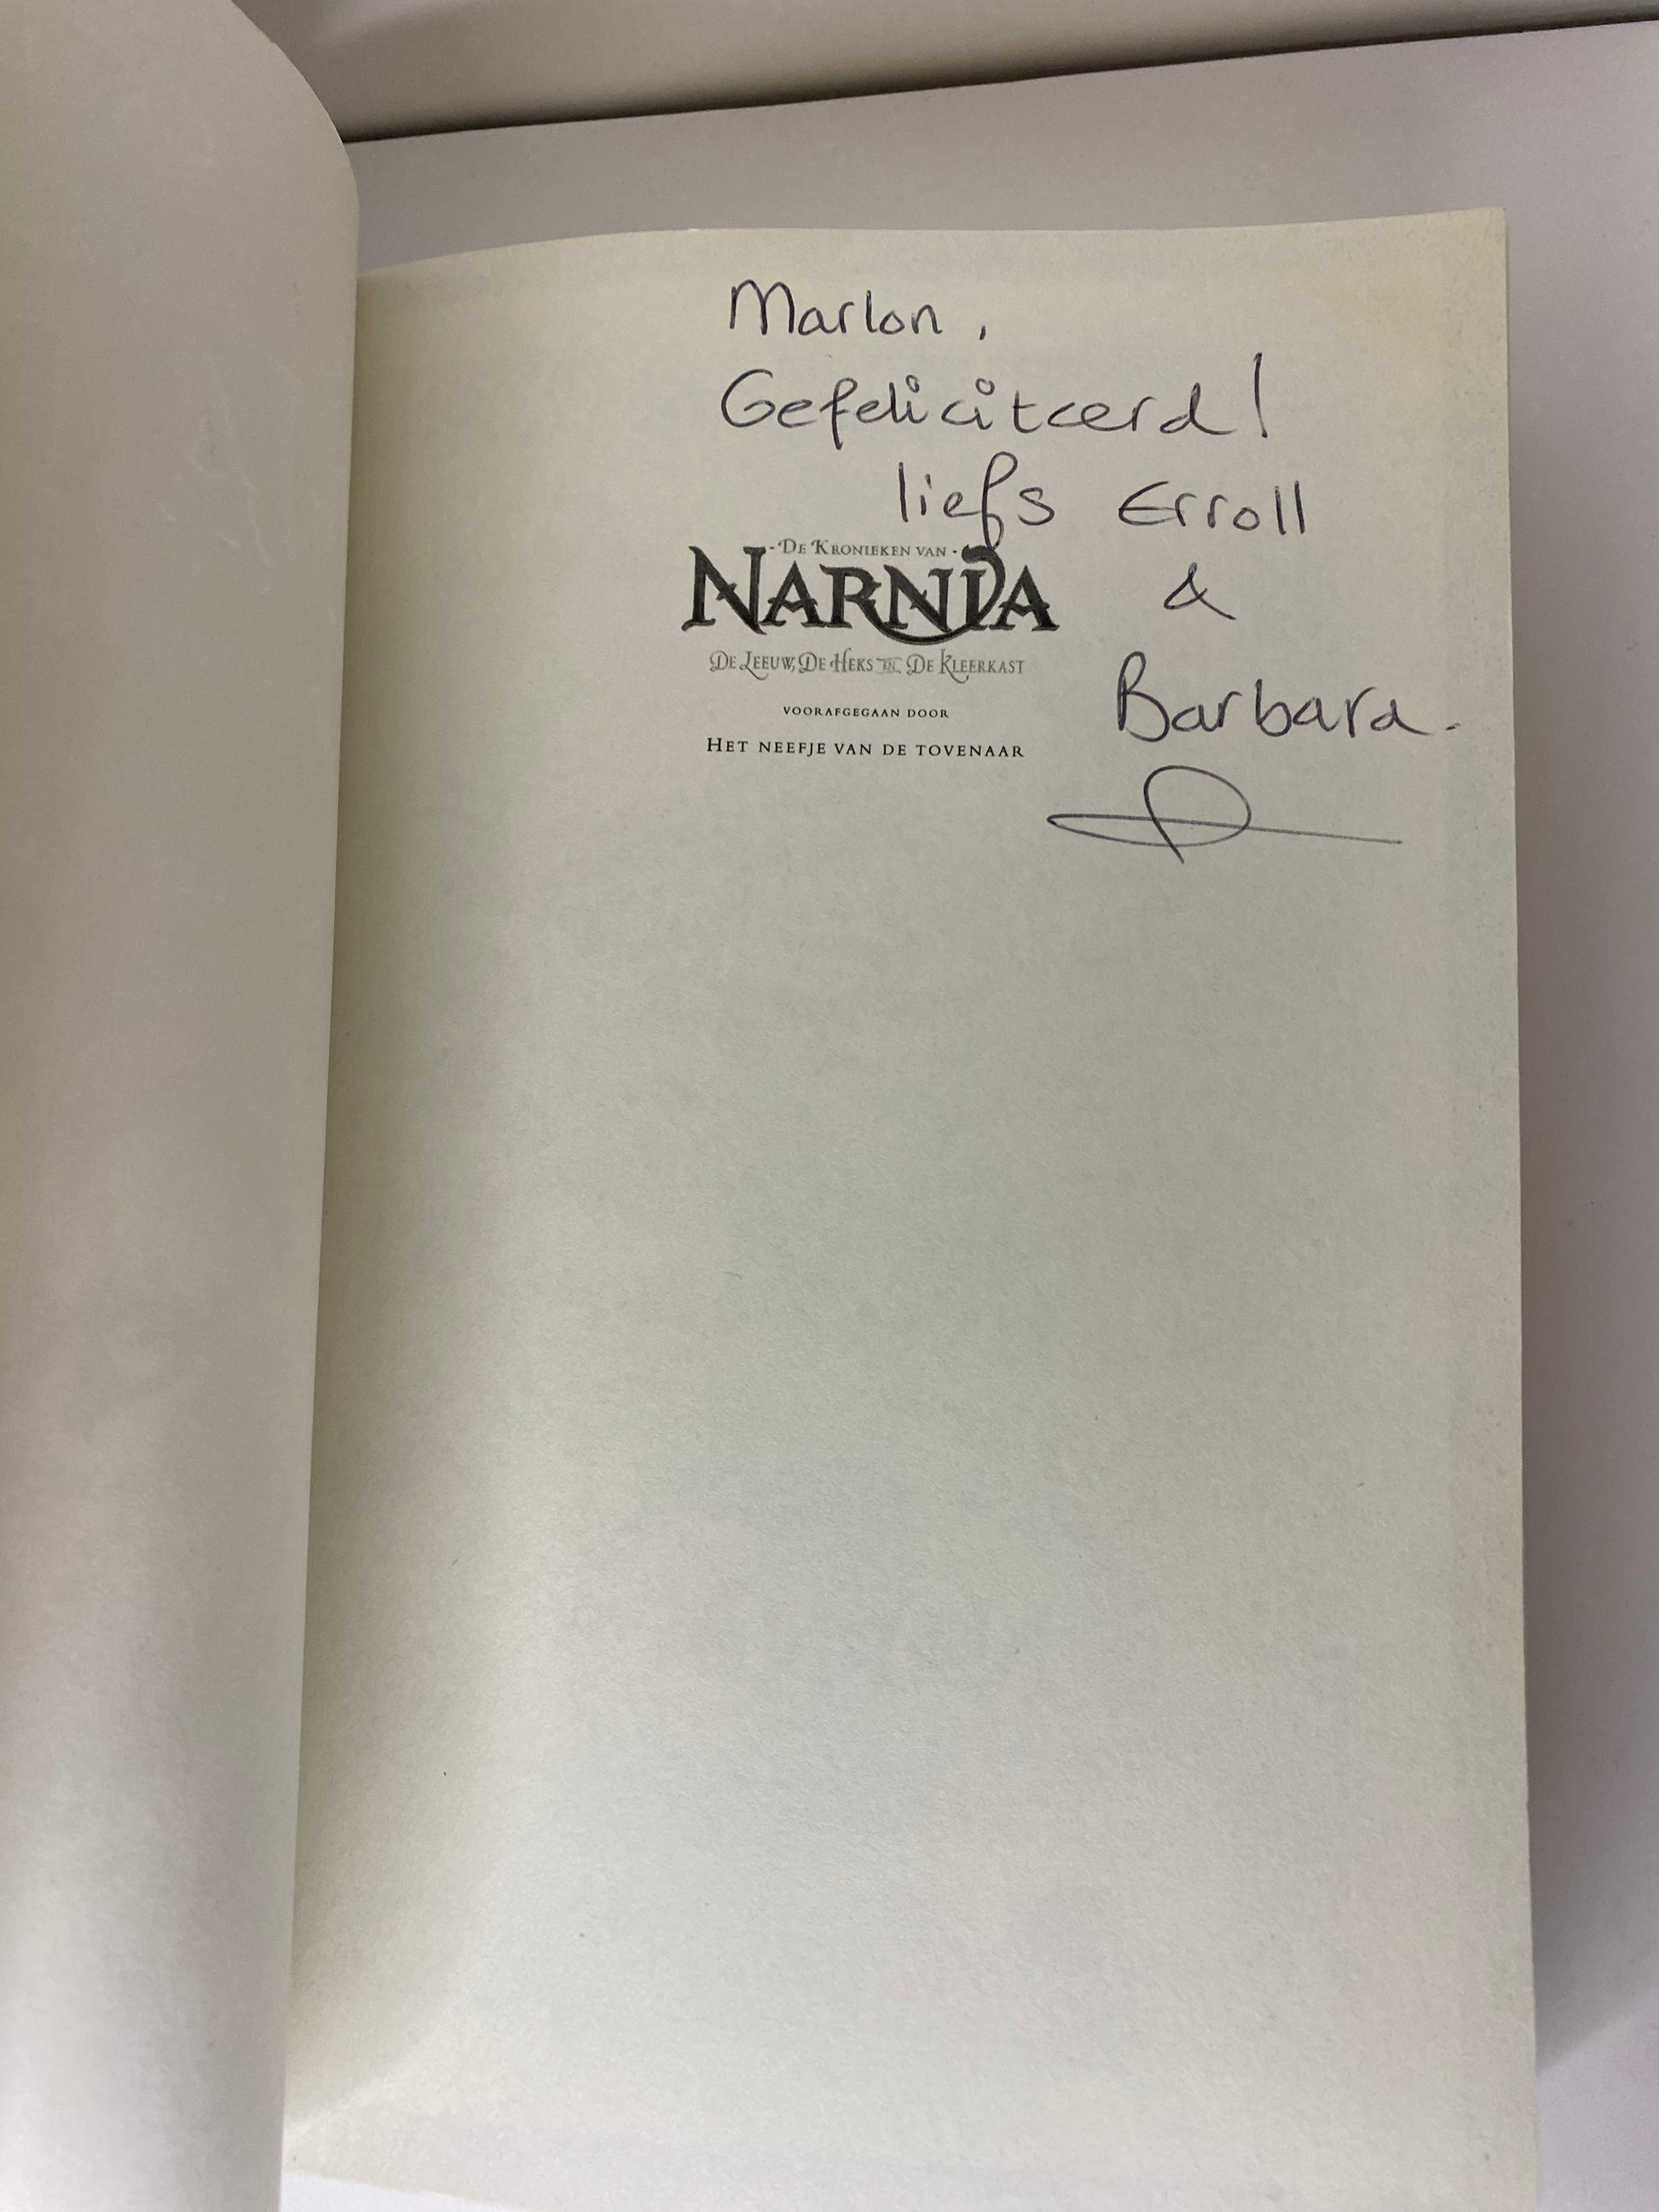 Marlon,
Gefeliciteerd!
liefs Erroll
&
Barbara.
- De Kronieken van -
NARNIA
De Leeuw, De Heks en De Kleerkast
VOORAFGEGAAN DOOR
HET NEEFJE VAN DE TOVENAAR